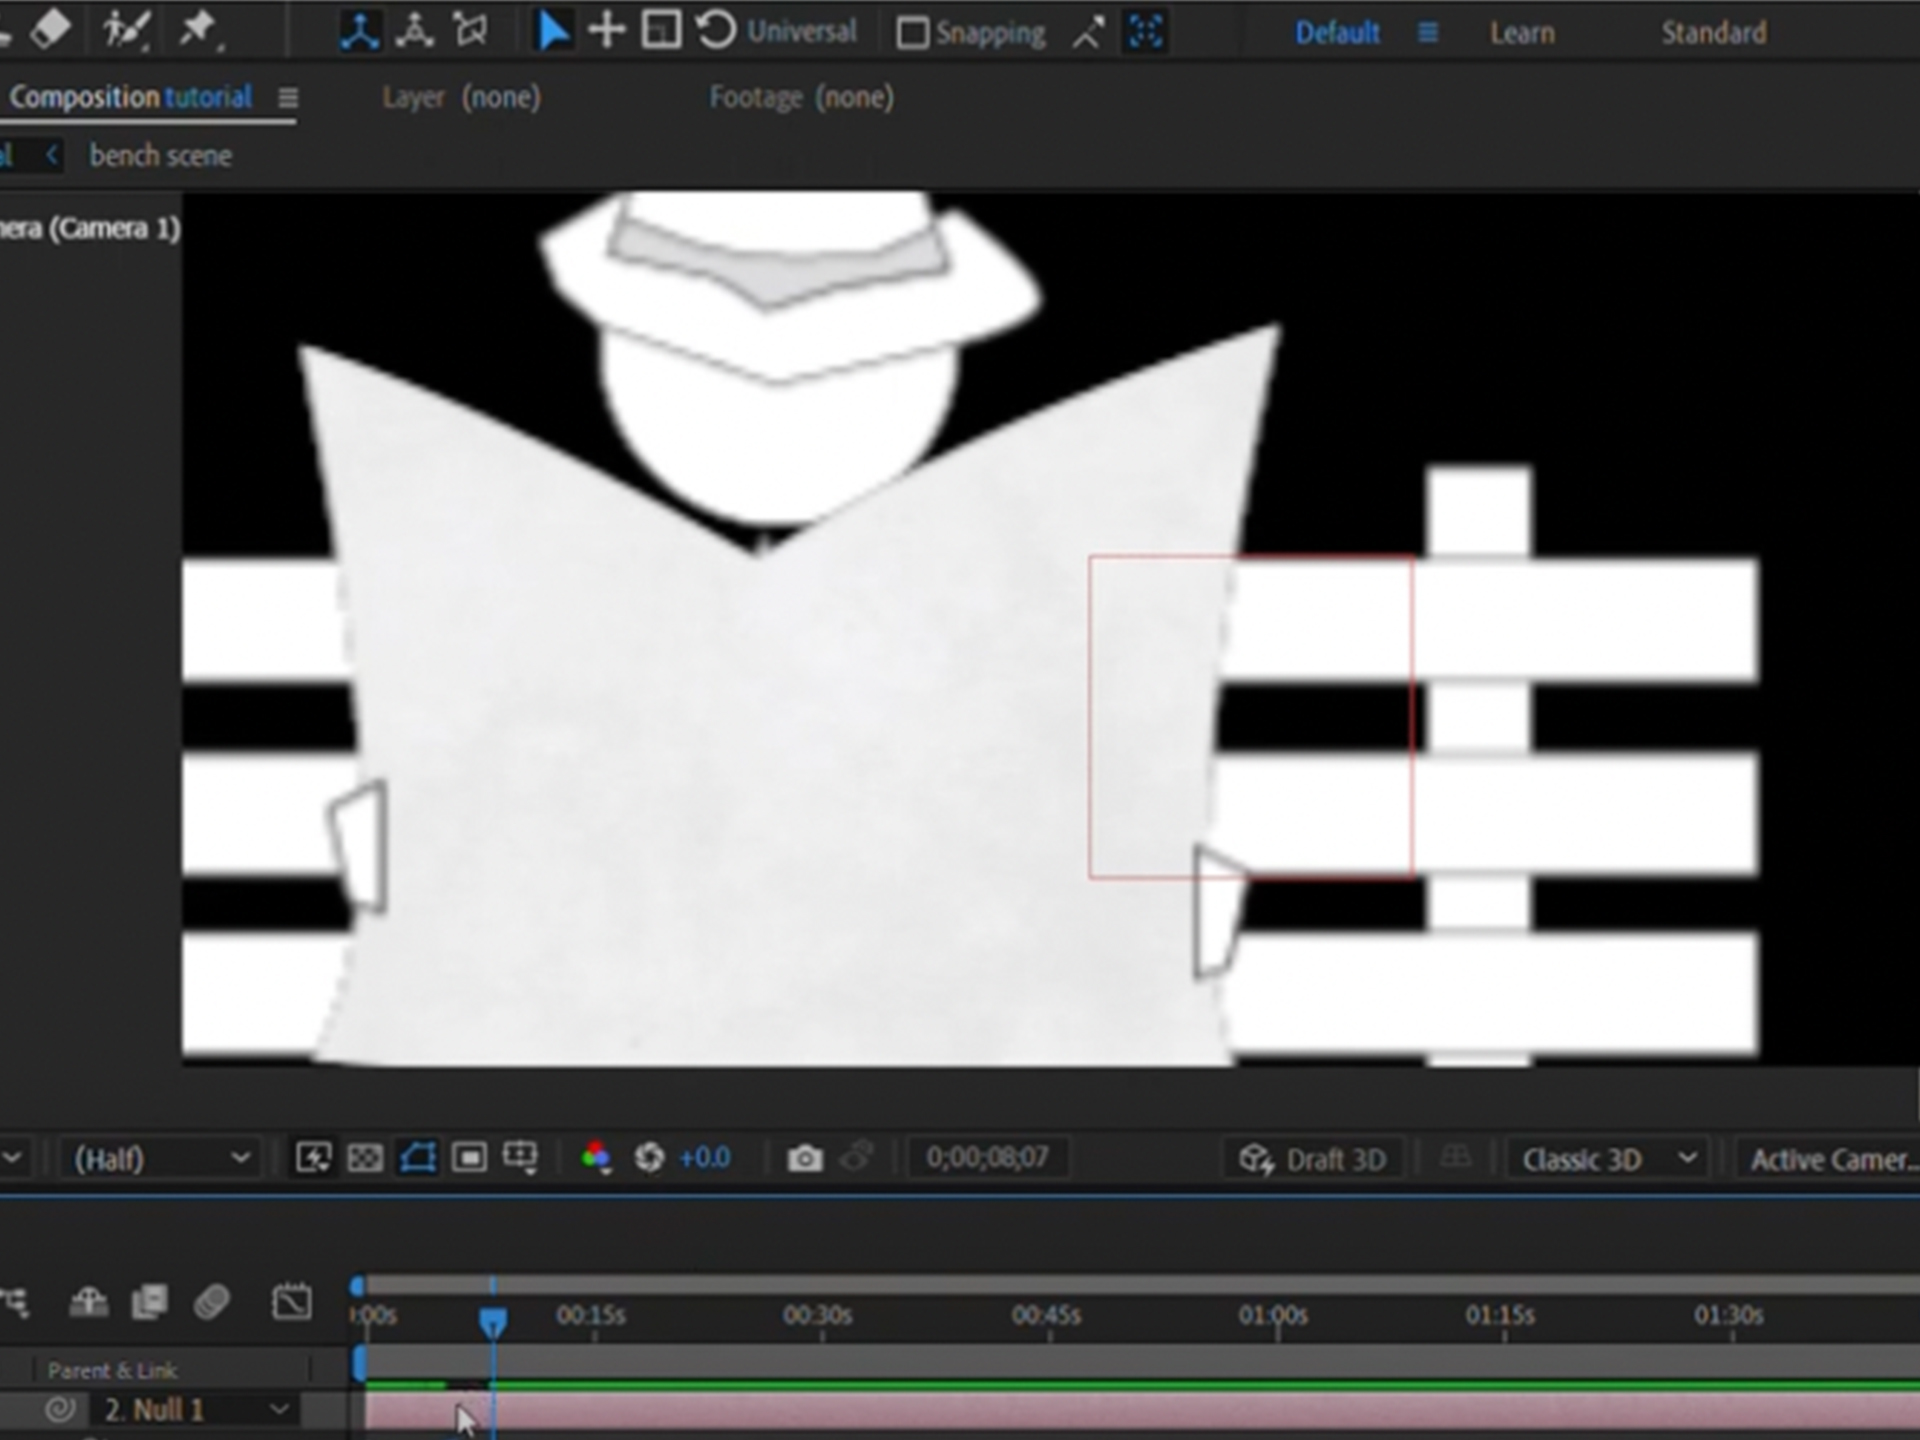 Universal Snapping Default Learn Standard
Composition tutorial Layer (none) Footage (none)
bench scene
(Camera 1)
(Half) +0.0 0;00;08;07 Draft 3D Classic 3D Active Camer...
:00s 00:15s 00:30s 00:45s 01:00s 01:15s 01:30s
Parent & Link
2. Null 1